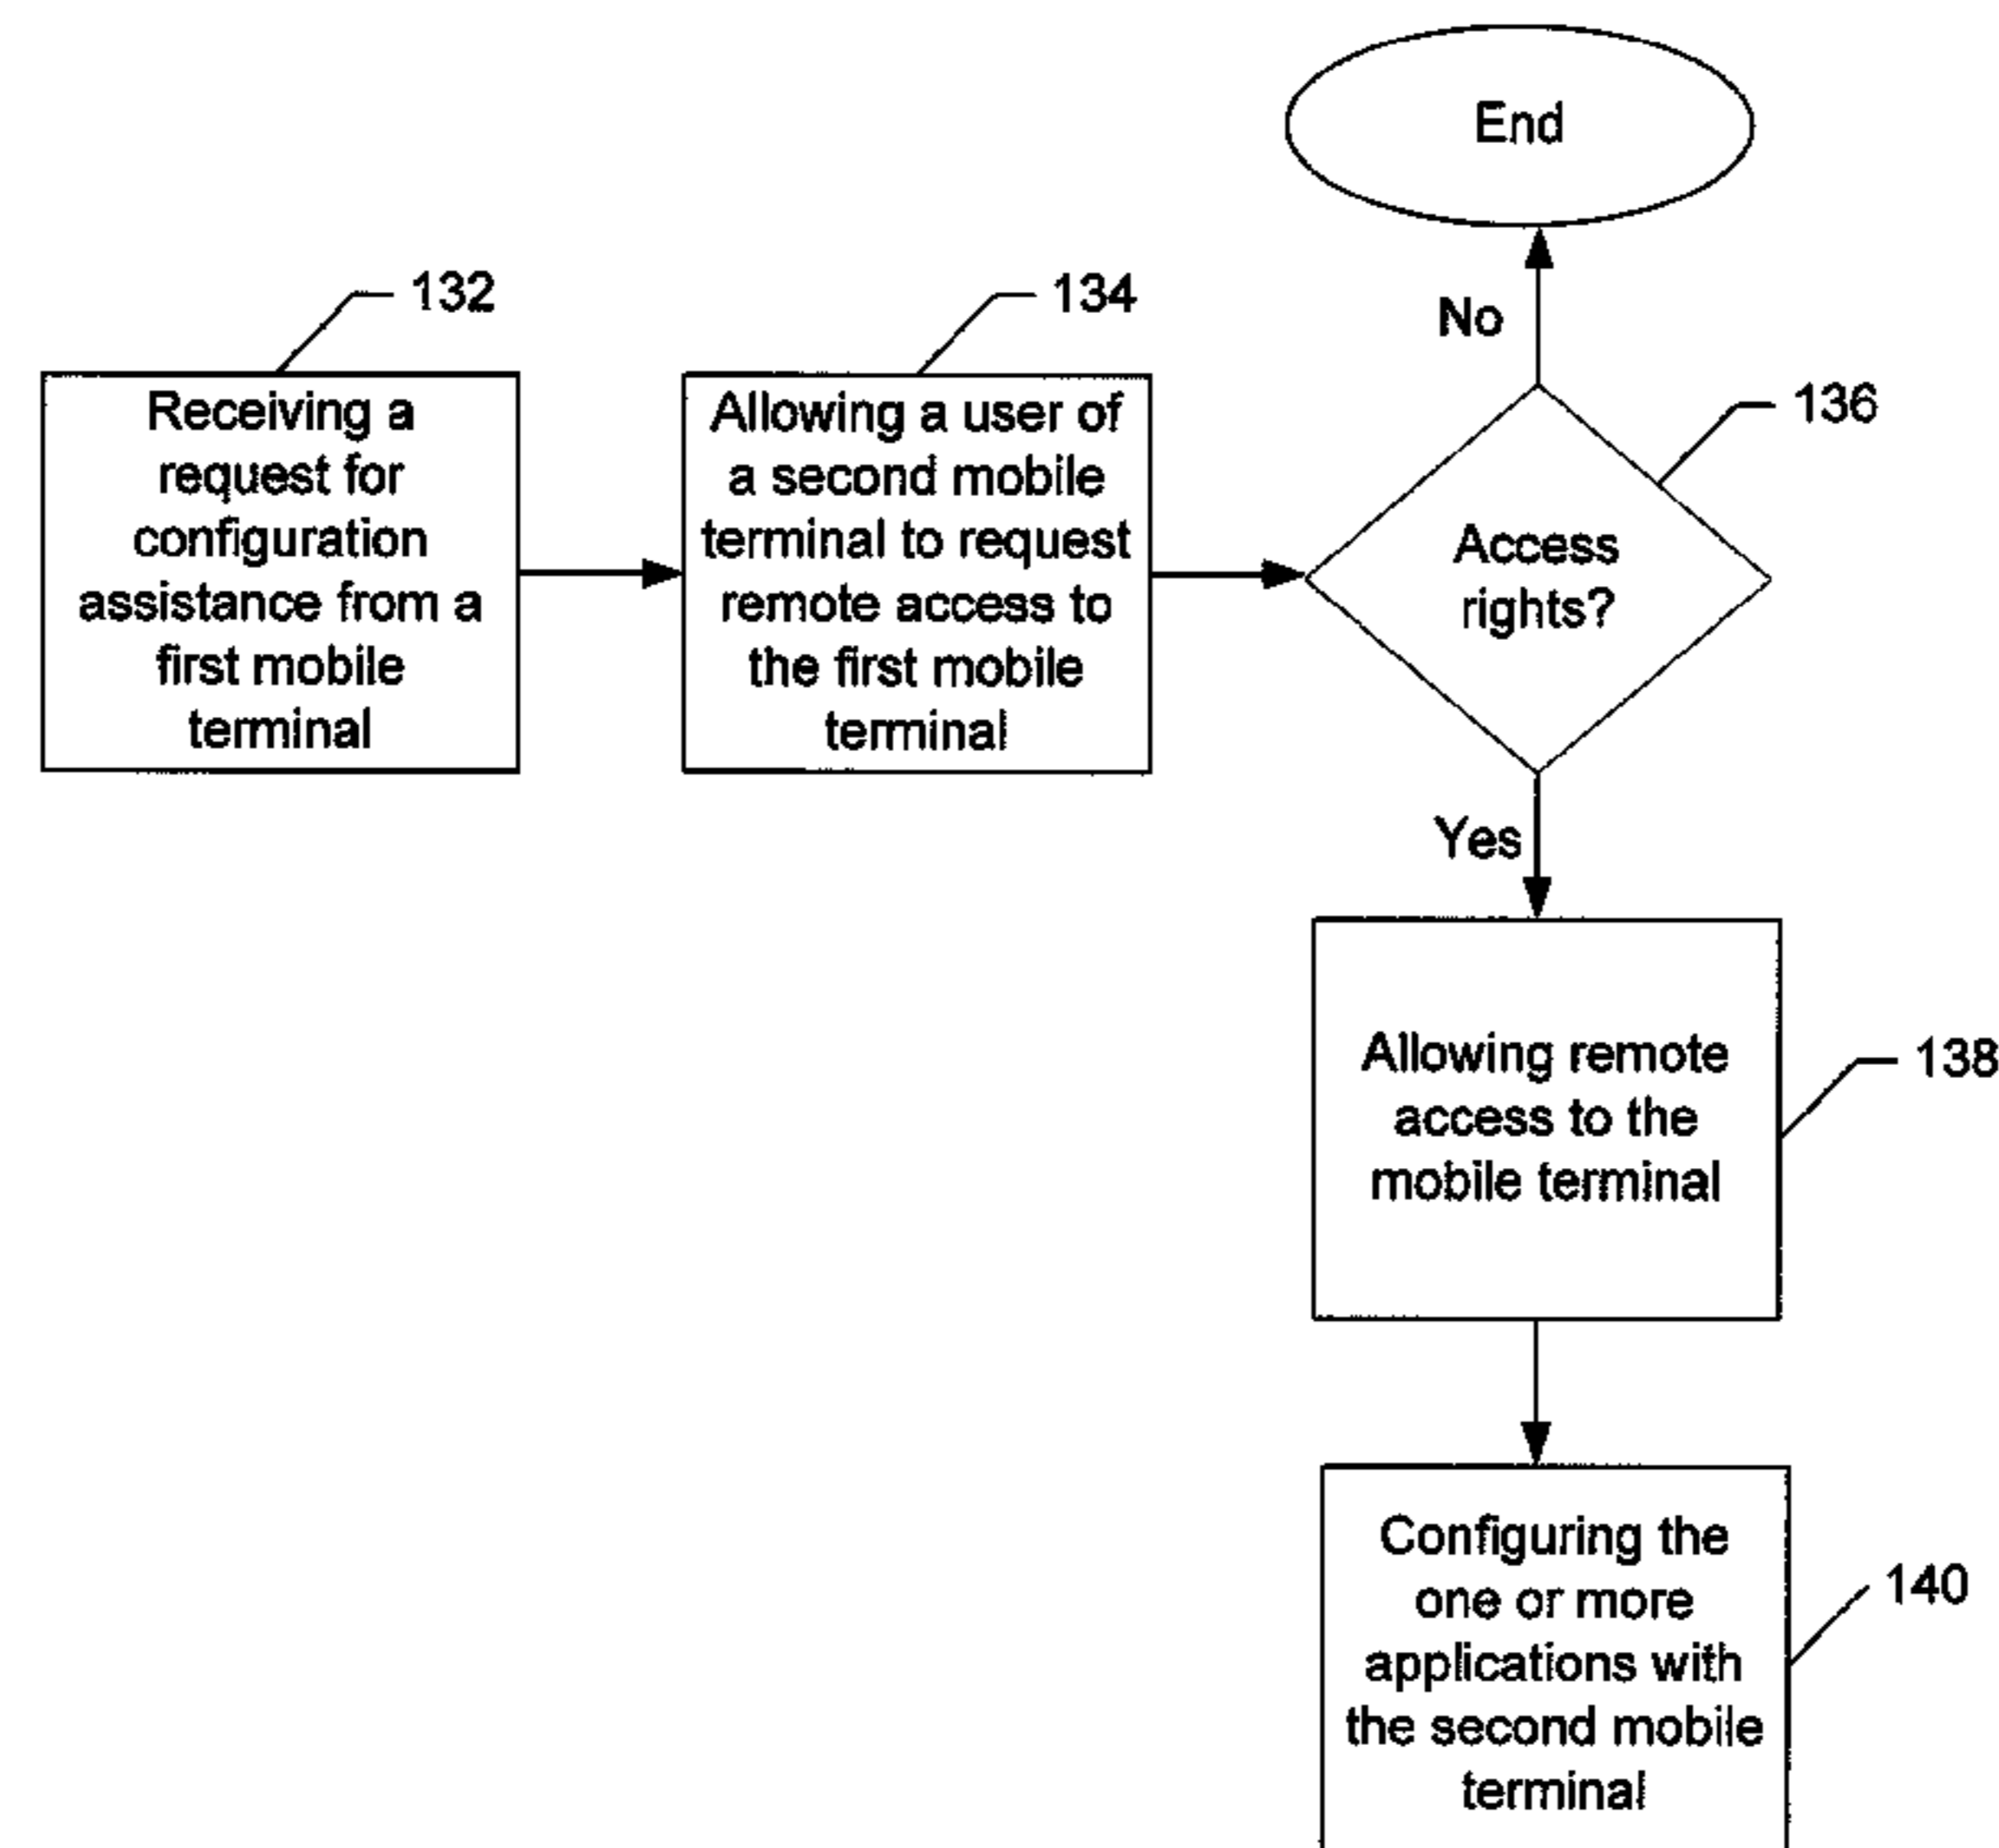 132
Receiving a
request for
configuration
assistance from a
first mobile
terminal
134
Allowing a user of
a second mobile
terminal to request
remote access to
the first mobile
terminal
136
Access
rights?
No
End
Yes
138
Allowing remote
access to the
mobile terminal
140
Configuring the
one or more
applications with
the second mobile
terminal